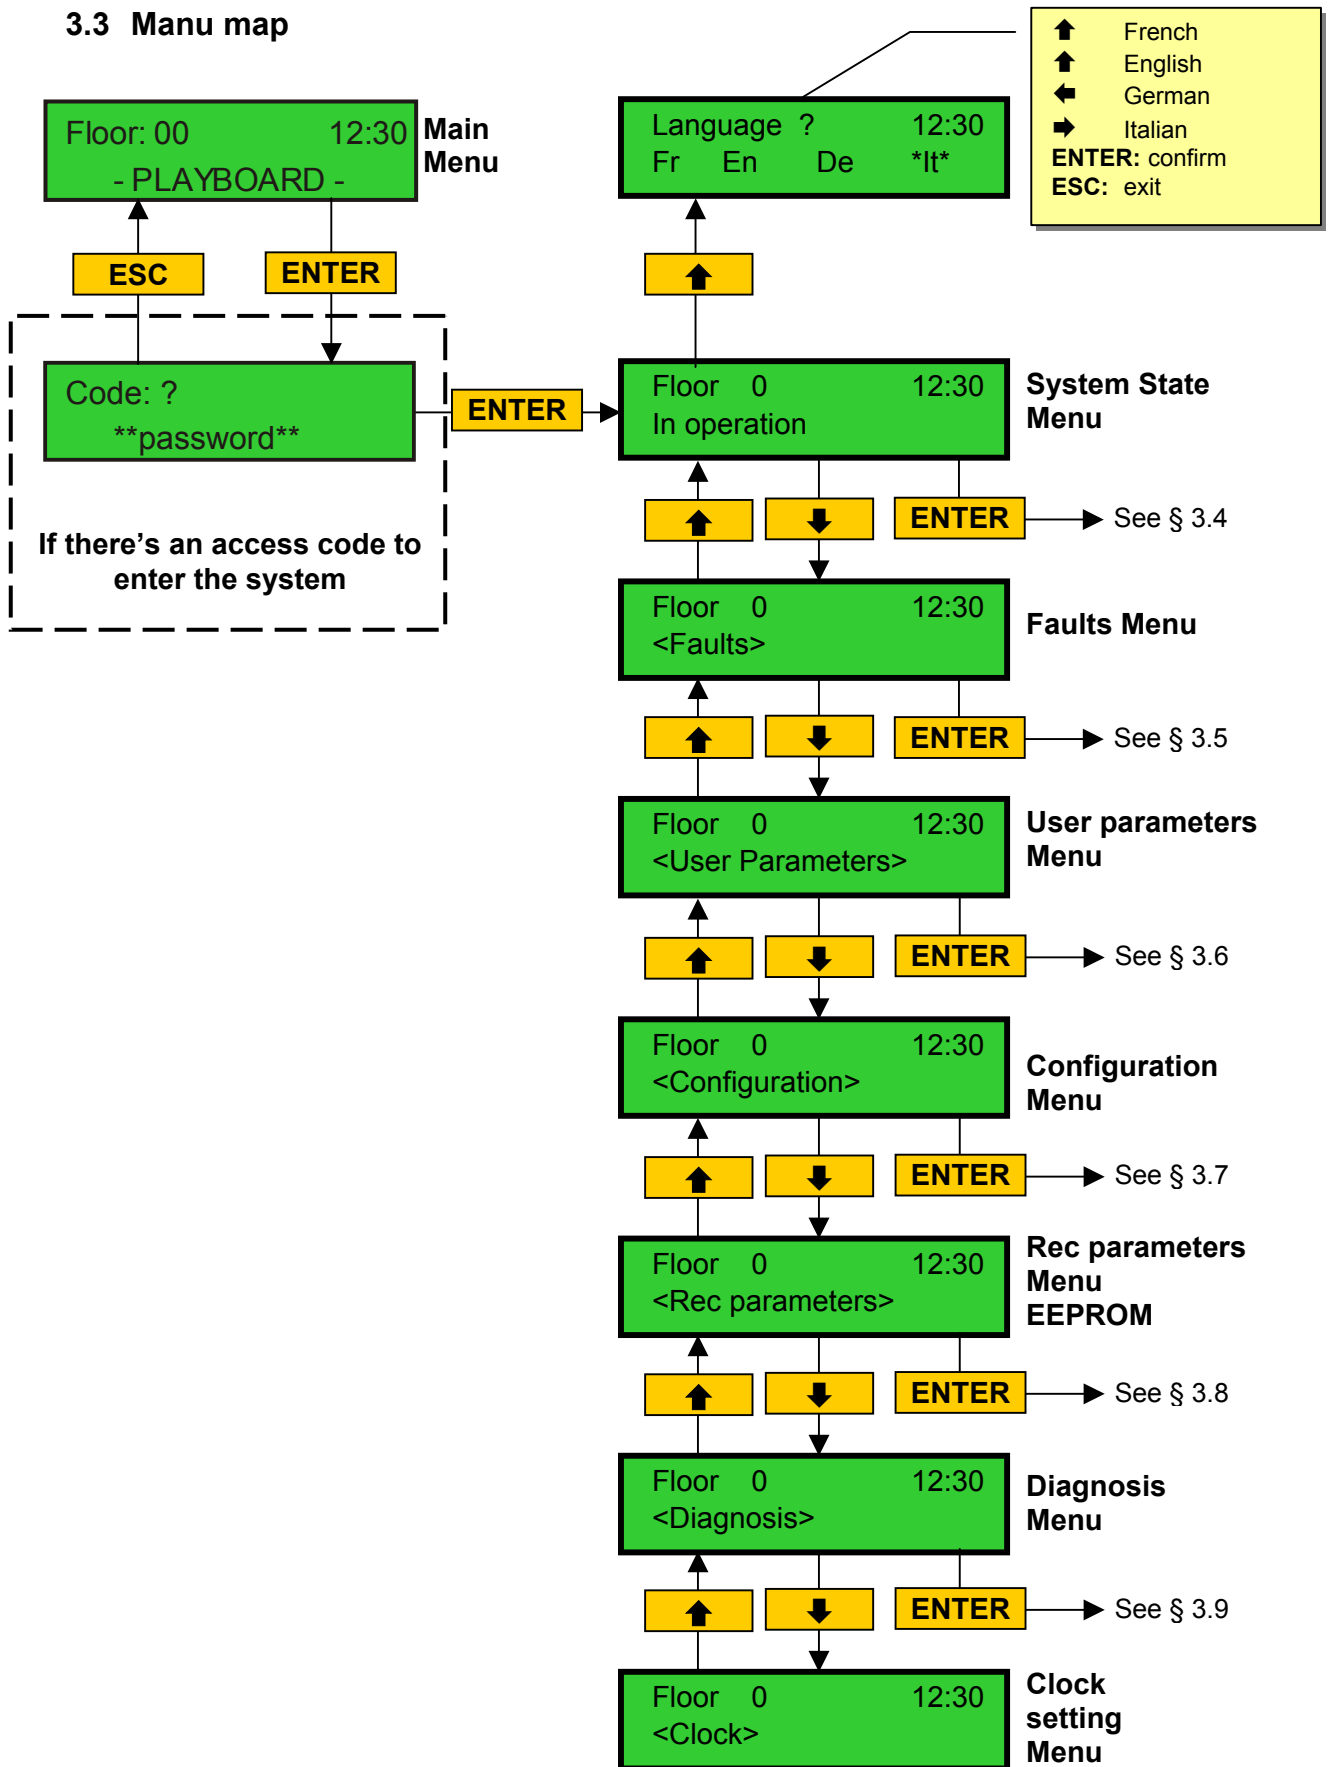 3.3 Manu map
French
English
German
Italian
ENTER: confirm
ESC: exit
Floor: 00 12:30
- PLAYBOARD -
Main
Menu
Language ? 12:30
Fr En De *It*
ESC
ENTER
Code: ?
**password**
If there's an access code to
enter the system
ENTER
Floor 0 12:30
In operation
System State
Menu
ENTER
See § 3.4
Floor 0 12:30
<Faults>
Faults Menu
ENTER
See § 3.5
Floor 0 12:30
<User Parameters>
User parameters
Menu
ENTER
See § 3.6
Floor 0 12:30
<Configuration>
Configuration
Menu
ENTER
See § 3.7
Floor 0 12:30
<Rec parameters>
Rec parameters
Menu
EEPROM
ENTER
See § 3.8
Floor 0 12:30
<Diagnosis>
Diagnosis
Menu
ENTER
See § 3.9
Floor 0 12:30
<Clock>
Clock
setting
Menu